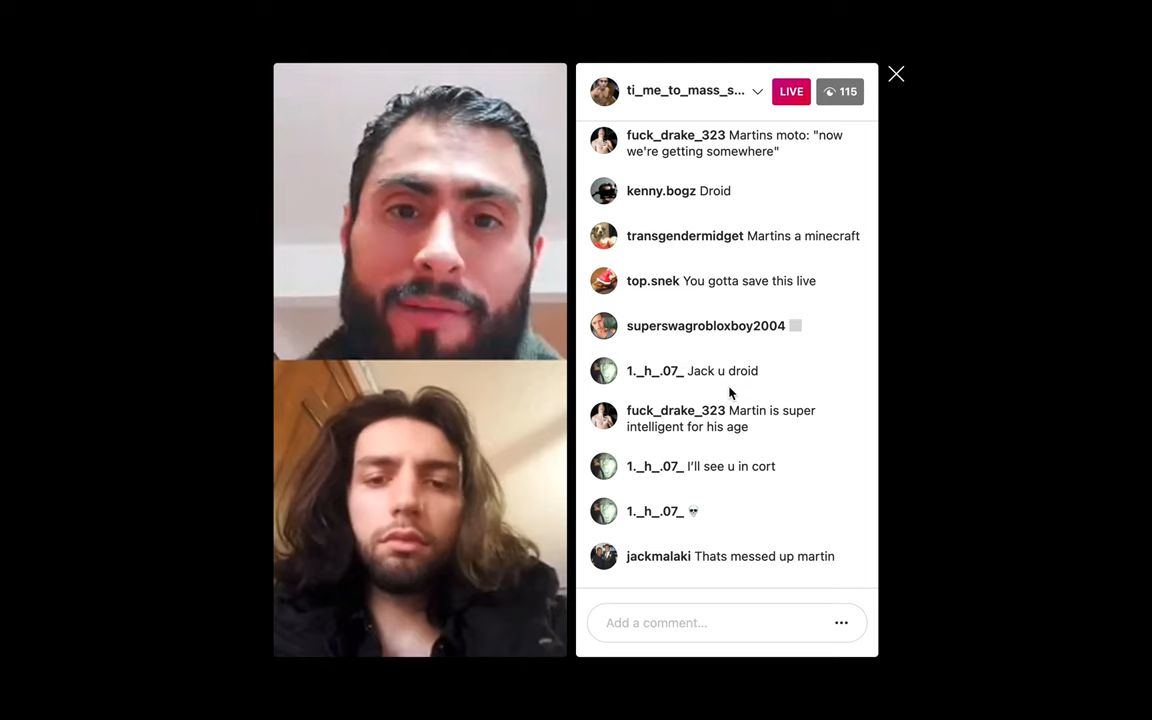 ti_me_to_mass_s... LIVE 115
fuck_drake_323 Martins moto: "now
we're getting somewhere"
kenny.bogz Droid
transgendermidget Martins a minecraft
top.snek You gotta save this live
superswagrobloxboy2004
1._h_.07_ Jack u droid
fuck_drake_323 Martin is super
intelligent for his age
1._h_.07_ I'll see u in cort
1._h_.07_ 💀
jackmalaki Thats messed up martin
Add a comment...